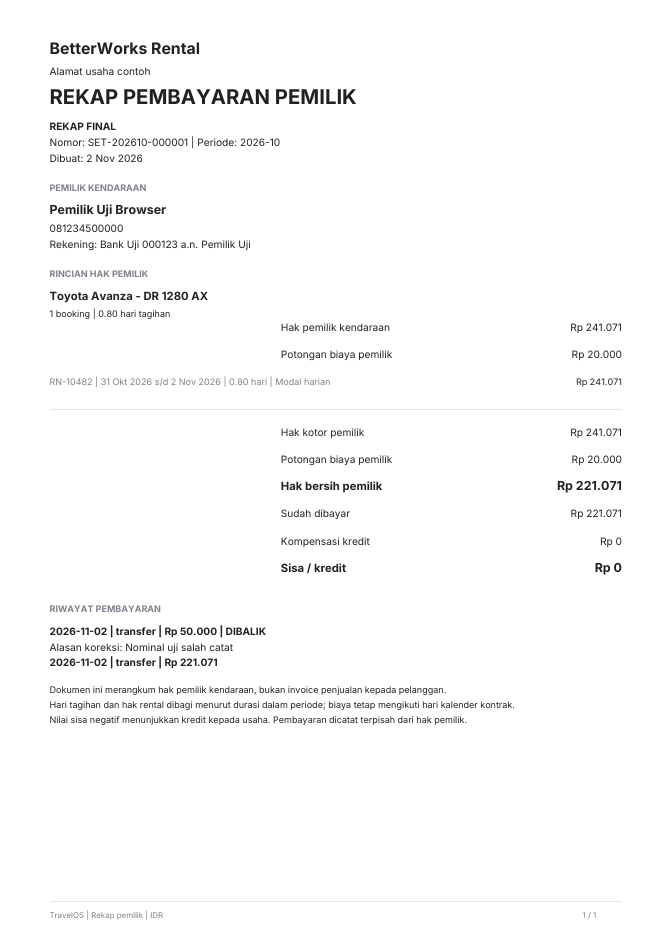 BetterWorks Rental
Alamat usaha contoh
REKAP PEMBAYARAN PEMILIK
REKAP FINAL
Nomor: SET-202610-000001 | Periode: 2026-10
Dibuat: 2 Nov 2026
PEMILIK KENDARAAN
Pemilik Uji Browser
081234500000
Rekening: Bank Uji 000123 a.n. Pemilik Uji
RINCIAN HAK PEMILIK
Toyota Avanza - DR 1280 AX
1 booking | 0.80 hari tagihan
Hak pemilik kendaraan Rp 241.071
Potongan biaya pemilik Rp 20.000
RN-10482 | 31 Okt 2026 s/d 2 Nov 2026 | 0.80 hari | Modal harian Rp 241.071
Hak kotor pemilik Rp 241.071
Potongan biaya pemilik Rp 20.000
Hak bersih pemilik Rp 221.071
Sudah dibayar Rp 221.071
Kompensasi kredit Rp 0
Sisa / kredit Rp 0
RIWAYAT PEMBAYARAN
2026-11-02 | transfer | Rp 50.000 | DIBALIK
Alasan koreksi: Nominal uji salah catat
2026-11-02 | transfer | Rp 221.071
Dokumen ini merangkum hak pemilik kendaraan, bukan invoice penjualan kepada pelanggan.
Hari tagihan dan hak rental dibagi menurut durasi dalam periode; biaya tetap mengikuti hari kalender kontrak.
Nilai sisa negatif menunjukkan kredit kepada usaha. Pembayaran dicatat terpisah dari hak pemilik.
TravelOS | Rekap pemilik | IDR 1 / 1